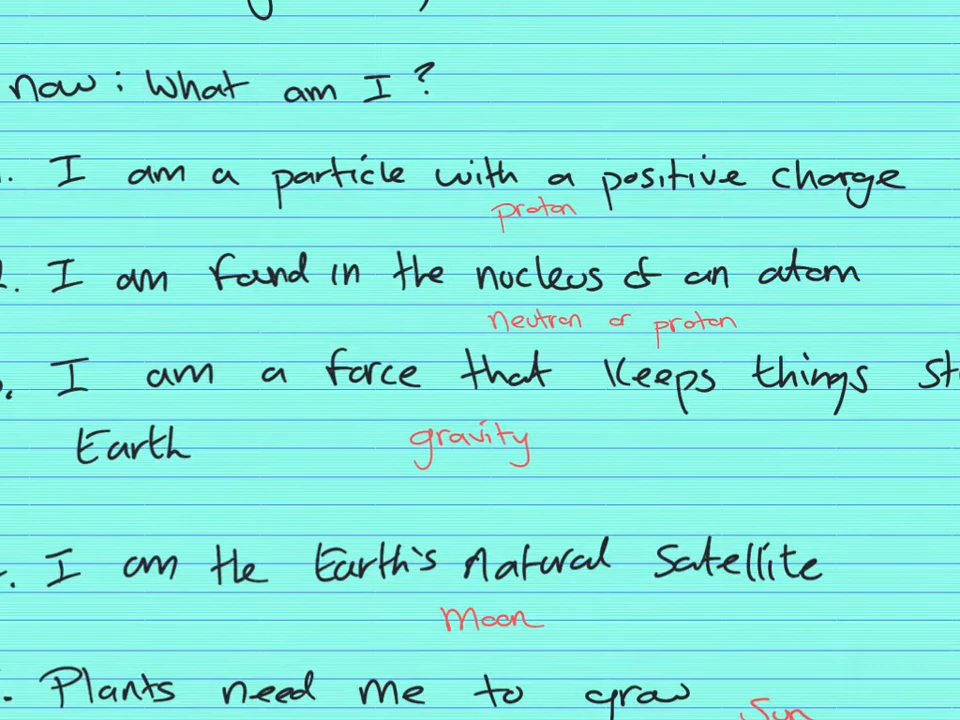 now: What am I?
I am a particle with a positive charge
proton
I am found in the nucleus of an atom
neutron or proton
I am a force that keeps things
Earth
gravity
I am the Earth's Natural Satellite
Moon
Plants need me to grow
Sun